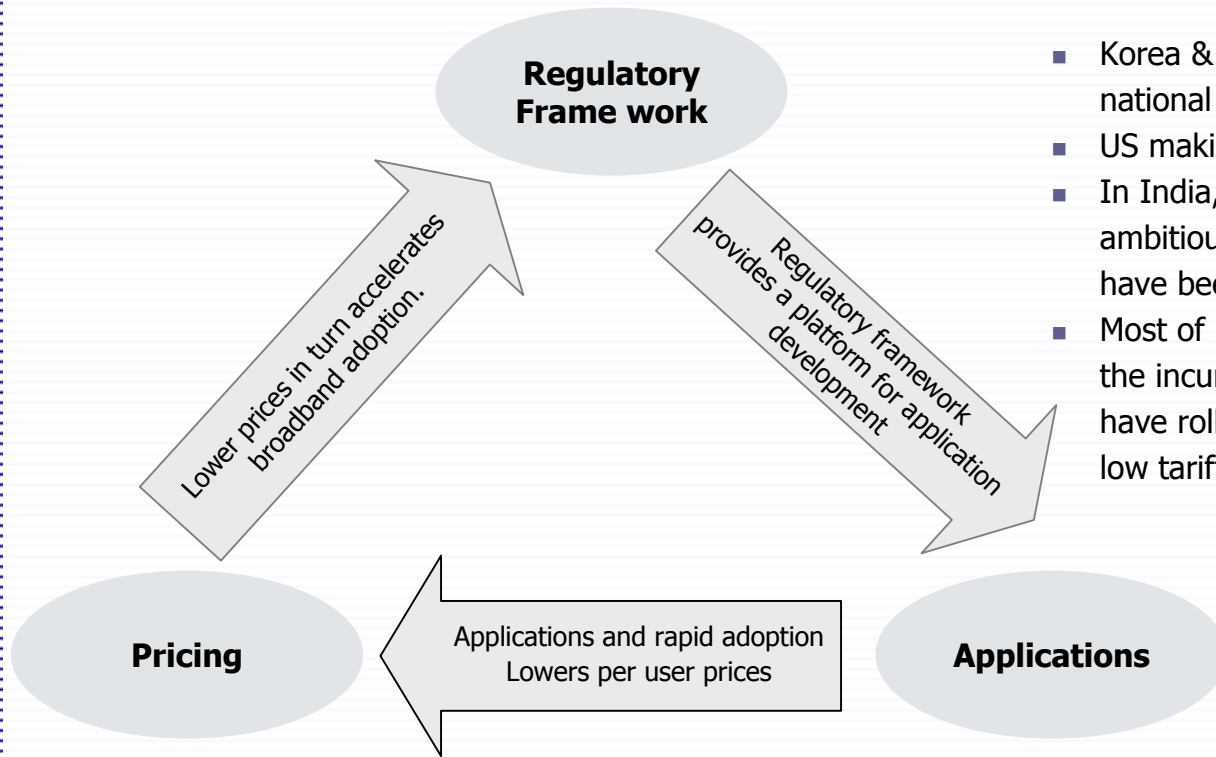 Regulatory
Frame work
Lower prices in turn accelerates
broadband adoption.
Regulatory framework
provides a platform for application
development
Pricing
Applications and rapid adoption
Lowers per user prices
Applications
Korea &
national
US maki
In India,
ambitiou
have bee
Most of
the incu
have roll
low tarif